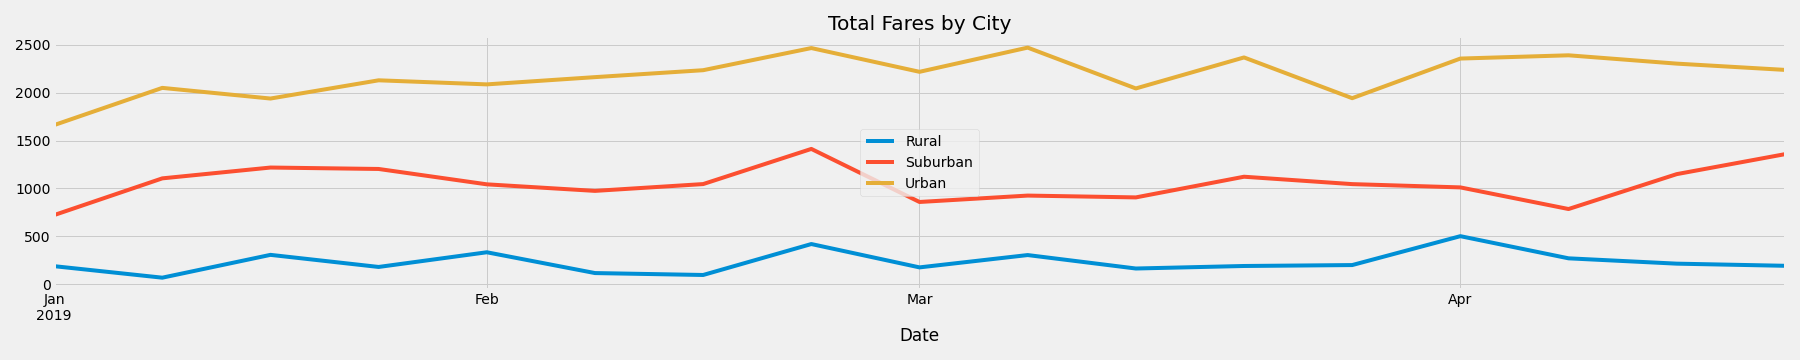 Total Fares by City
2500
2000
1500
1000
500
0
Rural
Suburban
Urban
Jan Feb Mar Apr
2019
Date